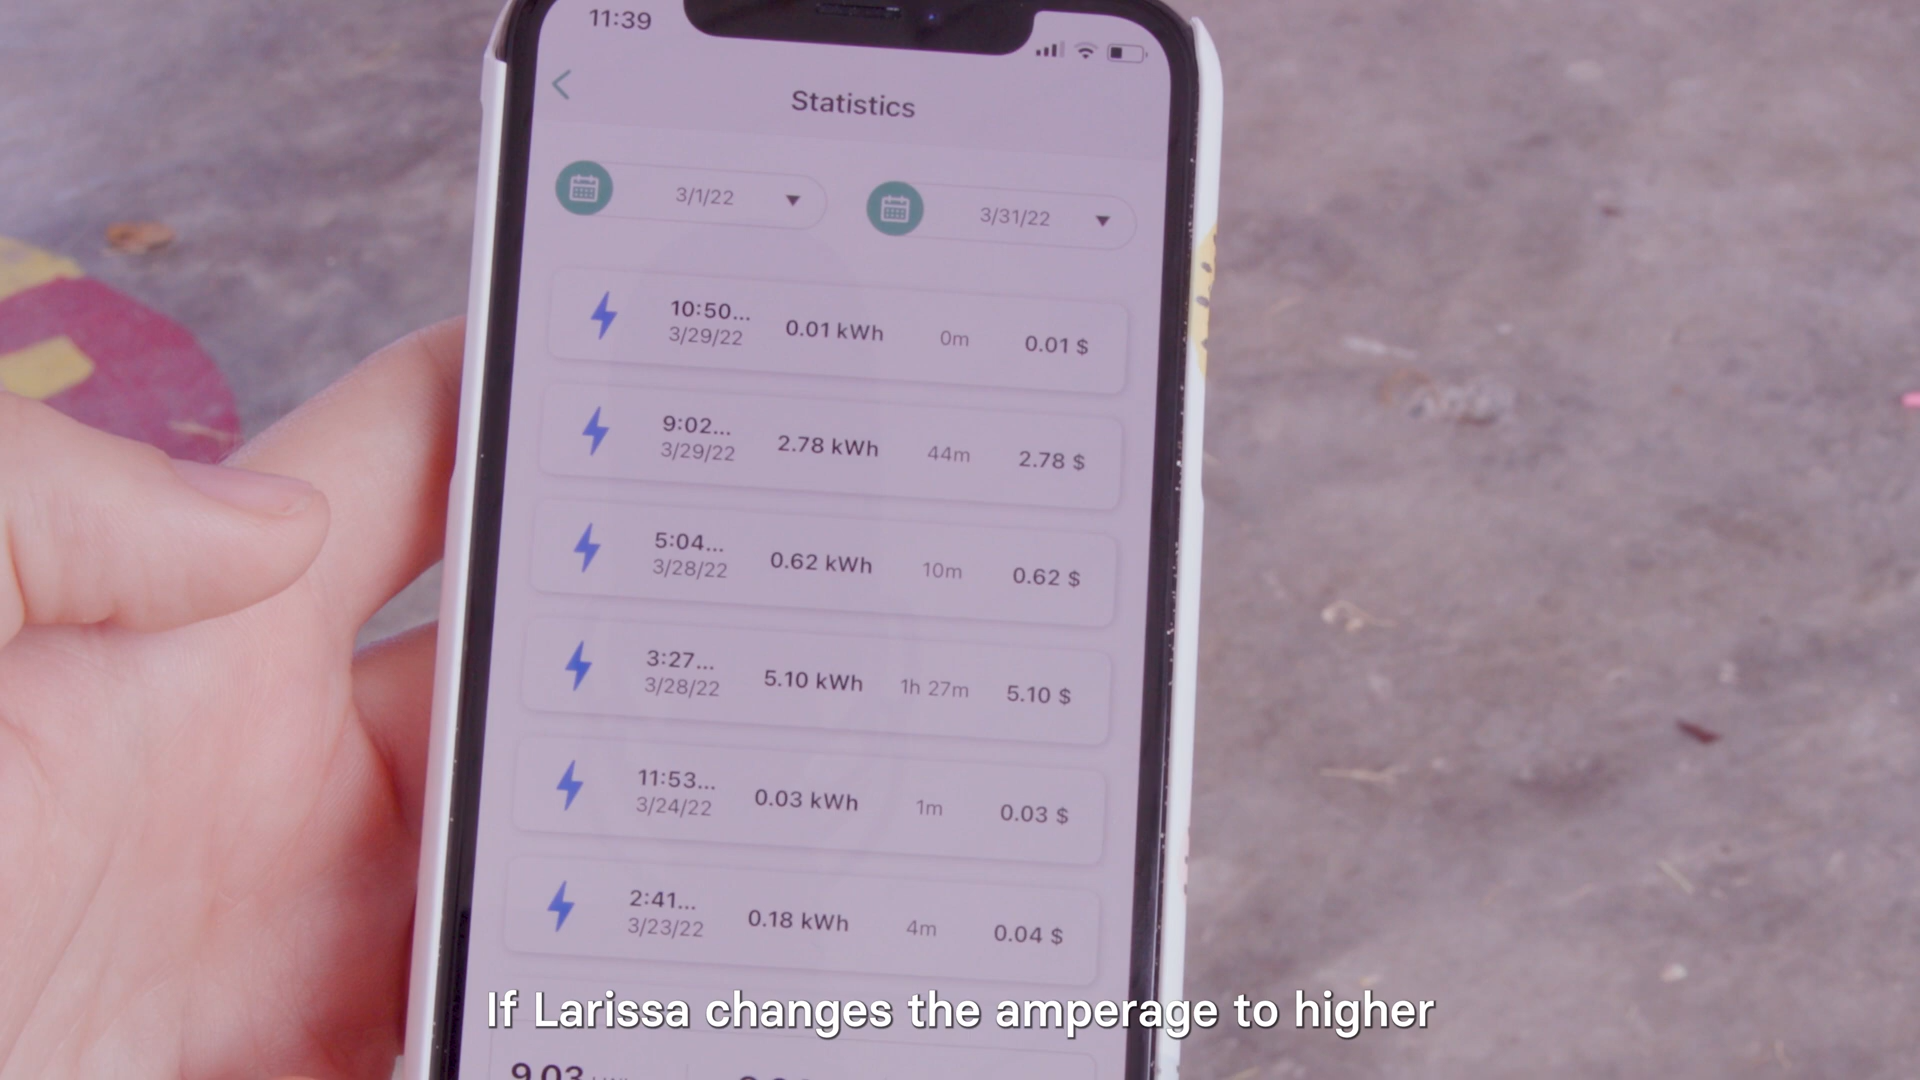 11:39
Statistics
3/1/22
3/31/22
10:50... 0.01 kWh 0m 0.01 $
3/29/22
9:02... 2.78 kWh 44m 2.78 $
3/29/22
5:04... 0.62 kWh 10m 0.62 $
3/28/22
3:27... 5.10 kWh 1h 27m 5.10 $
3/28/22
11:53... 0.03 kWh 1m 0.03 $
3/24/22
2:41... 0.18 kWh 4m 0.04 $
3/23/22
If Larissa changes the amperage to higher
9.03